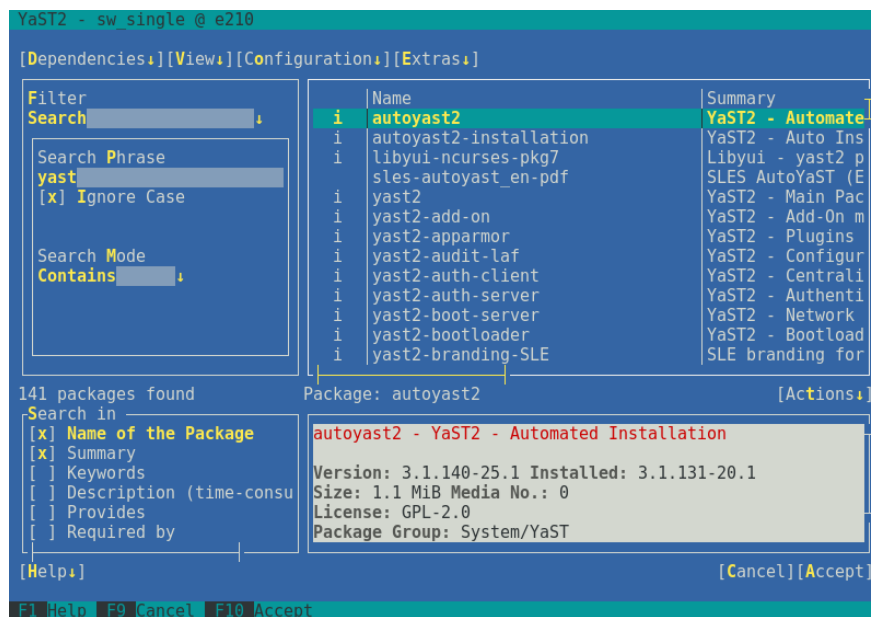 YaST2 - sw_single @ e210
[Dependencies↓][View↓][Configuration↓][Extras↓]
Filter
Search ↓
Search Phrase
yast
[x] Ignore Case
Search Mode
Contains ↓
Name Summary
i autoyast2 YaST2 - Automate
i autoyast2-installation YaST2 - Auto Ins
i libyui-ncurses-pkg7 Libyui - yast2 p
sles-autoyast_en-pdf SLES AutoYaST (E
i yast2 YaST2 - Main Pac
i yast2-add-on YaST2 - Add-On m
i yast2-apparmor YaST2 - Plugins
i yast2-audit-laf YaST2 - Configur
i yast2-auth-client YaST2 - Centrali
i yast2-auth-server YaST2 - Authenti
i yast2-boot-server YaST2 - Network
i yast2-bootloader YaST2 - Bootload
i yast2-branding-SLE SLE branding for
141 packages found
Package: autoyast2 [Actions↓]
Search in
[x] Name of the Package
[x] Summary
[ ] Keywords
[ ] Description (time-consu
[ ] Provides
[ ] Required by
autoyast2 - YaST2 - Automated Installation
Version: 3.1.140-25.1 Installed: 3.1.131-20.1
Size: 1.1 MiB Media No.: 0
License: GPL-2.0
Package Group: System/YaST
[Help↓] [Cancel][Accept]
F1 Help F9 Cancel F10 Accept